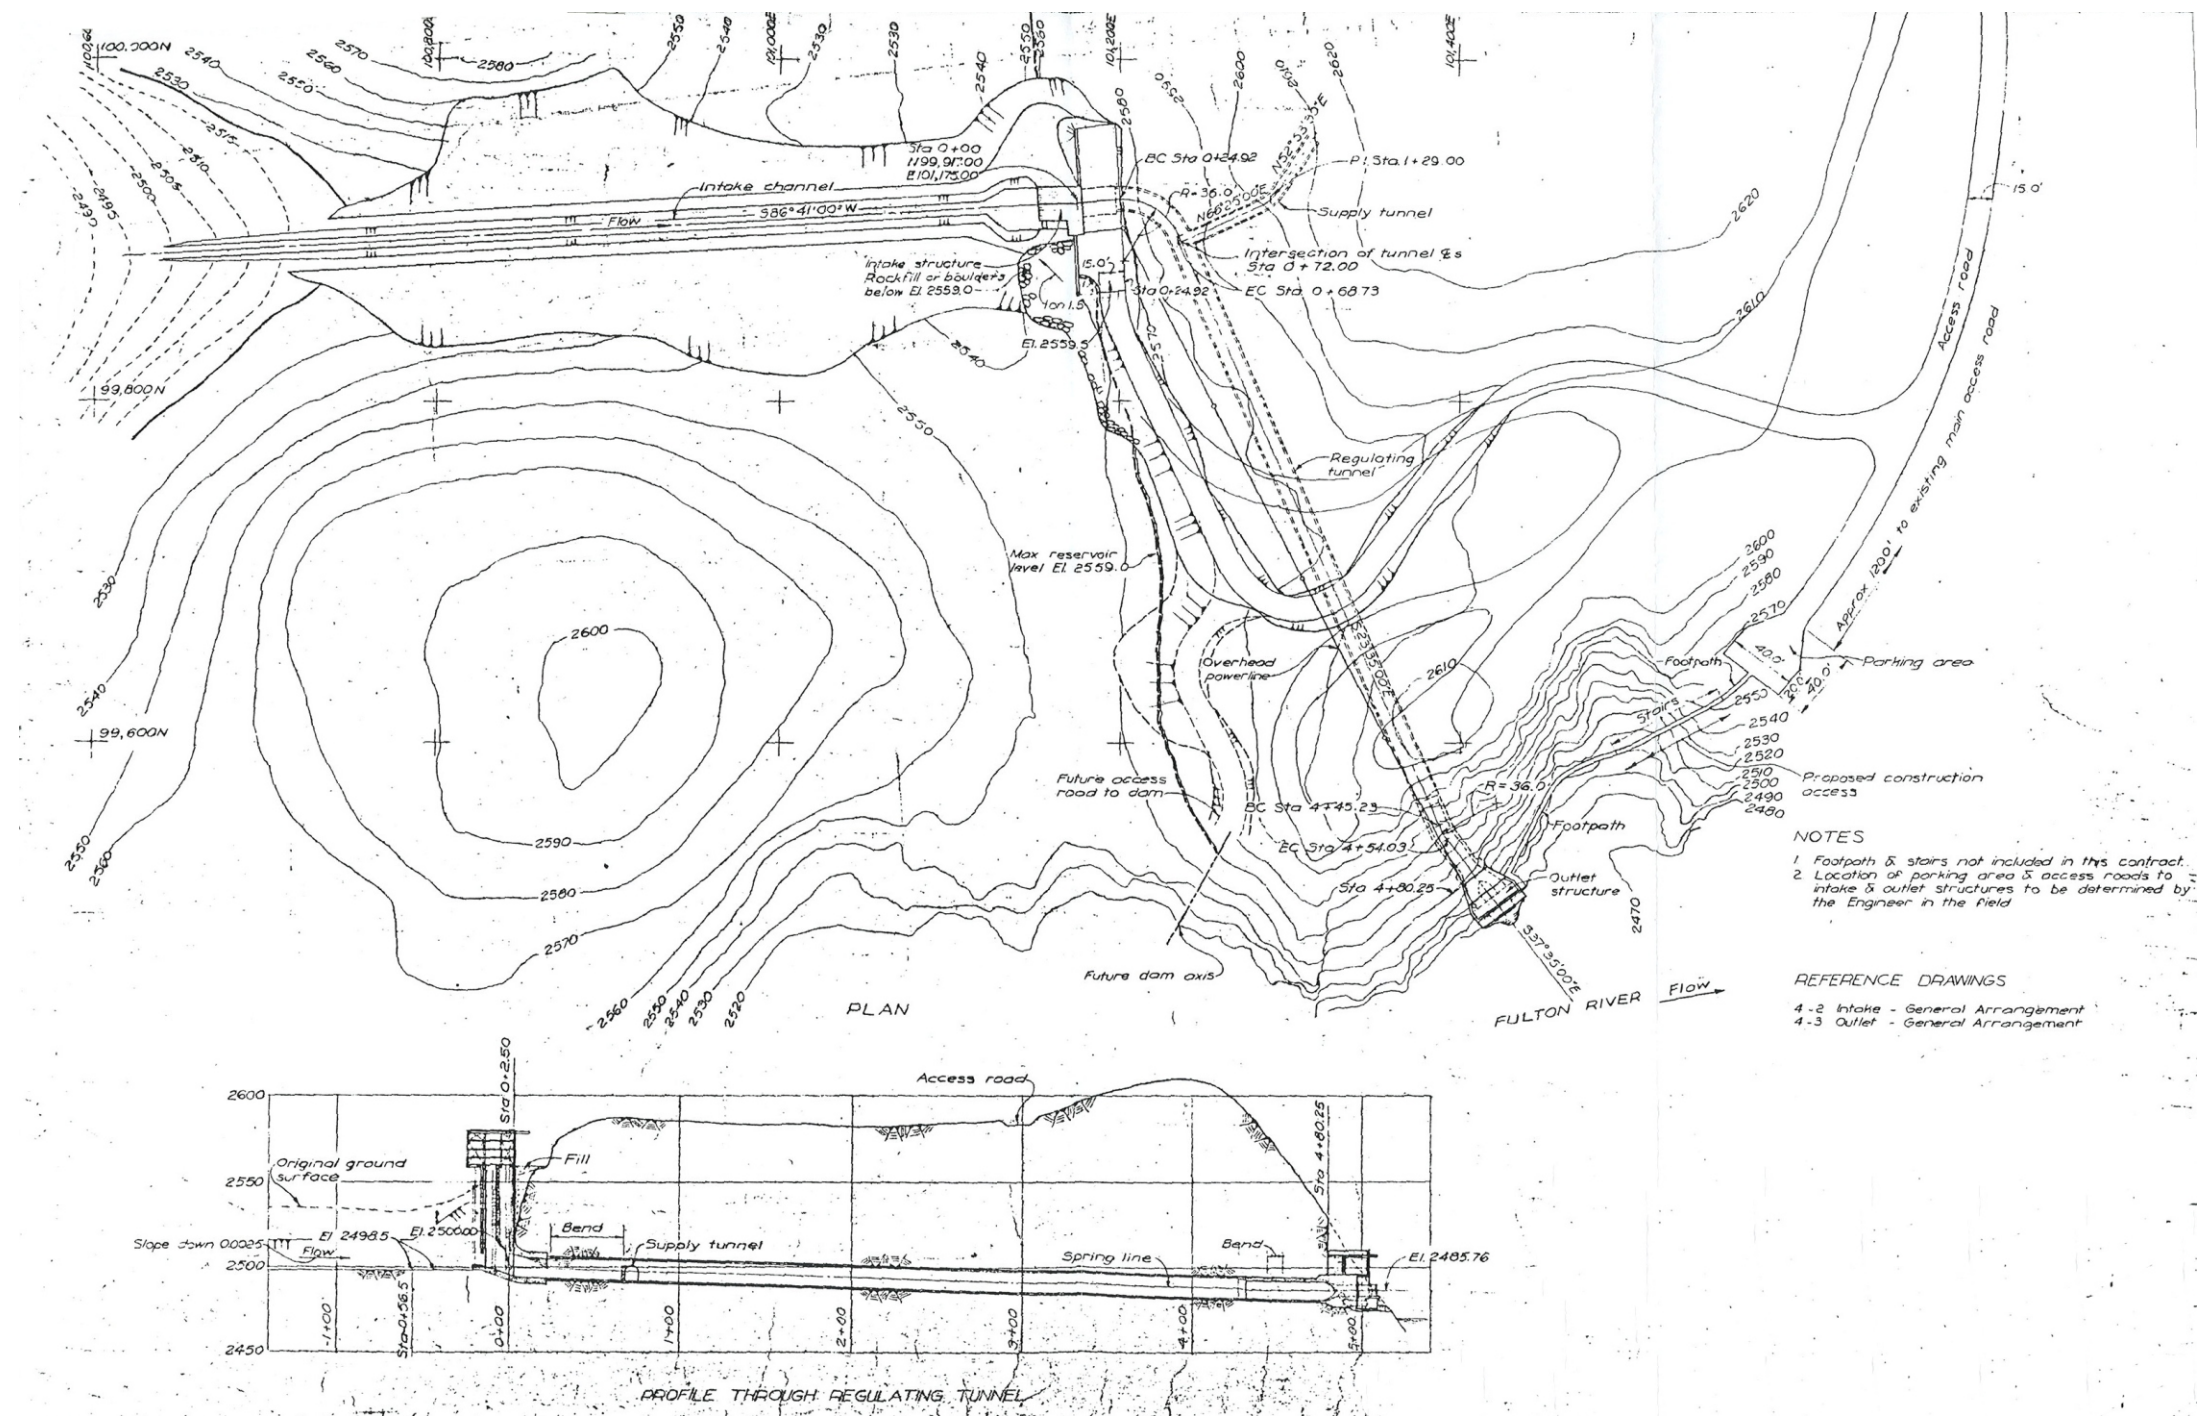 100,000N
2540
2530
2570
2560
2550
2580
2515
2510
2505
2500
2495
2490
2550
2540
101,000E
2530
2530
2540
2550
2560
101,200E
2580
2600
2610
2620
101,400E
Sta 0+00
N99,917.00
E101,175.00
Intake channel
Flow
S86°41'00"W
BC Sta 0+24.92
R=36.0'
P.I. Sta. 1+29.00
Supply tunnel
Intersection of tunnel ℄s
Sta 0+72.00
EC Sta. 0+68.73
Sta 0+24.92
15.0'
Intake structure
Rockfill or boulders
below El. 2559.0
1 on 1.5
El. 2559.5
2570
2540
2550
2620
2610
15.0'
Access road
Approx 1200' to existing main access road
99,800N
Regulating
tunnel
Max reservoir
level El. 2559.0
2530
2540
2550
2560
99,600N
2600
2590
2580
2570
2560
2550
2540
2530
2520
Overhead
powerline
S23°35'00"E
2610
Future access
road to dam
BC Sta 4+45.23
R=36.0'
EC Sta 4+54.03
Sta 4+80.25
Outlet
structure
Footpath
Future dam axis
S37°35'00"E
2470
FULTON RIVER
Flow
2600
2590
2580
2570
Footpath
Stairs
40.0'
20.0'
40.0'
Parking area
2550
2540
2530
2520
2510
2500
2490
2480
Proposed construction
access
NOTES
1. Footpath & stairs not included in this contract.
2. Location of parking area & access roads to
intake & outlet structures to be determined by
the Engineer in the field
REFERENCE DRAWINGS
4-2 Intake - General Arrangement
4-3 Outlet - General Arrangement
PLAN
2600
2550
2500
2450
Sta 0+2.50
Access road
Original ground
surface
Fill
Slope down 0.0025
El 2498.5
El. 2500.00
Flow
Bend
Supply tunnel
Spring line
Bend
Sta 4+80.25
El. 2485.76
-1+00
Sta-0+56.5
0+00
1+00
2+00
3+00
4+00
5+00
PROFILE THROUGH REGULATING TUNNEL